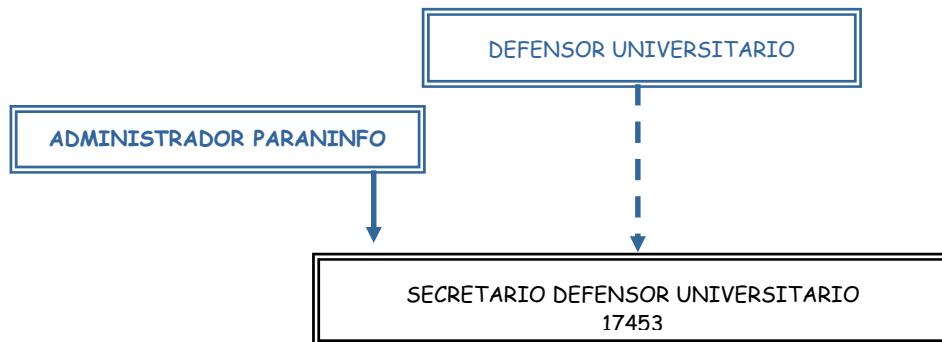 DEFENSOR UNIVERSITARIO
ADMINISTRADOR PARANINFO
SECRETARIO DEFENSOR UNIVERSITARIO
17453